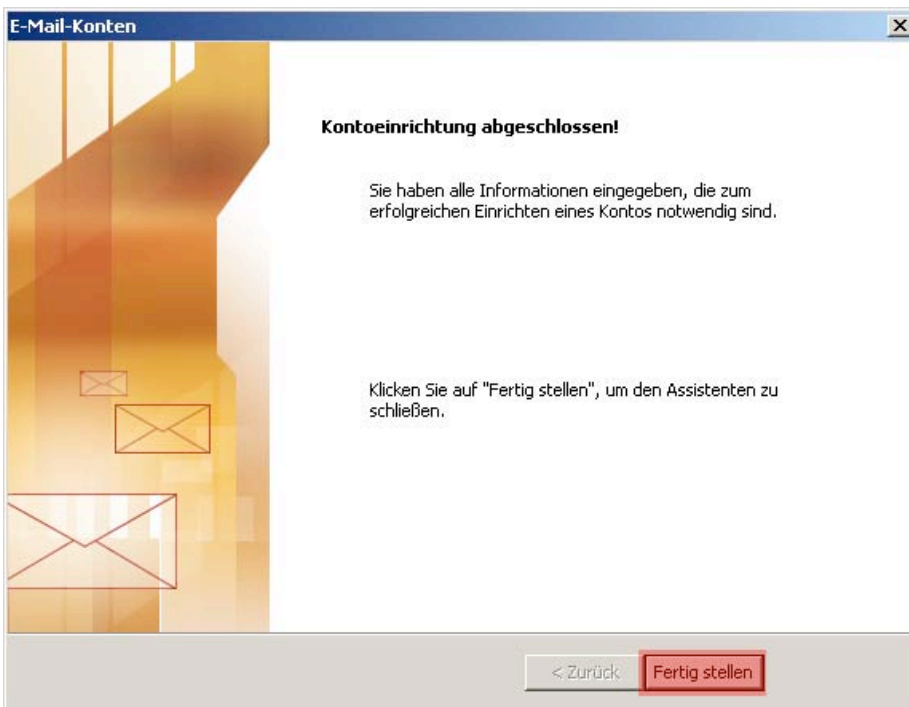 E-Mail-Konten
Kontoeinrichtung abgeschlossen!
Sie haben alle Informationen eingegeben, die zum
erfolgreichen Einrichten eines Kontos notwendig sind.
Klicken Sie auf "Fertig stellen", um den Assistenten zu
schließen.
< Zurück
Fertig stellen